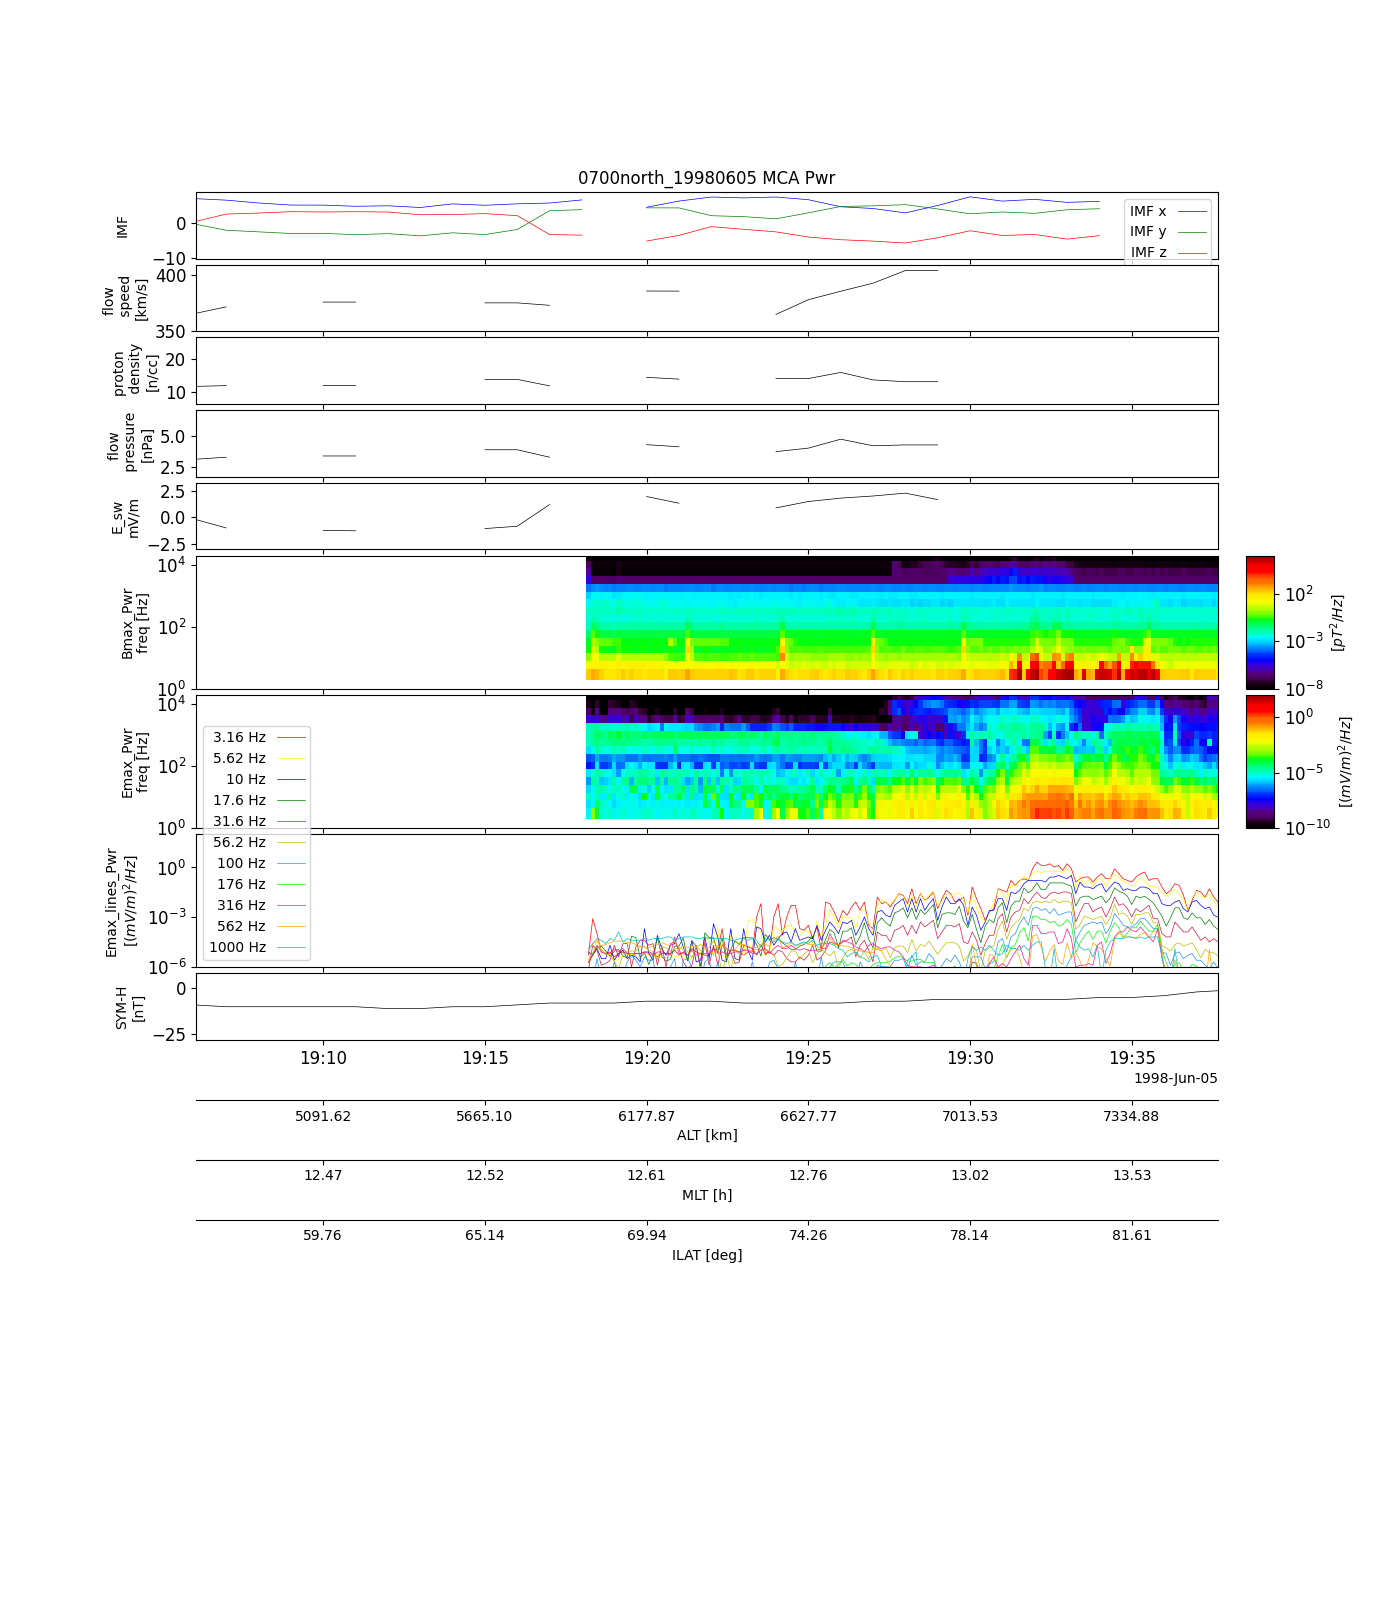 0700north_19980605 MCA Pwr
IMF
0
−10
IMF x
IMF y
IMF z
flow
speed
[km/s]
400
350
proton
density
[n/cc]
20
10
flow
pressure
[nPa]
5.0
2.5
E_sw
mV/m
2.5
0.0
−2.5
Bmax_Pwr
freq [Hz]
10^4
10^2
10^0
10^2
10^−3
10^−8
[pT^2/Hz]
Emax_Pwr
freq [Hz]
10^4
10^2
10^0
10^0
10^−5
10^−10
[(mV/m)^2/Hz]
3.16 Hz
5.62 Hz
10 Hz
17.6 Hz
31.6 Hz
56.2 Hz
100 Hz
176 Hz
316 Hz
562 Hz
1000 Hz
Emax_lines_Pwr
[(mV/m)^2/Hz]
10^0
10^−3
10^−6
SYM-H
[nT]
0
−25
19:10 19:15 19:20 19:25 19:30 19:35
1998-Jun-05
5091.62 5665.10 6177.87 6627.77 7013.53 7334.88
ALT [km]
12.47 12.52 12.61 12.76 13.02 13.53
MLT [h]
59.76 65.14 69.94 74.26 78.14 81.61
ILAT [deg]